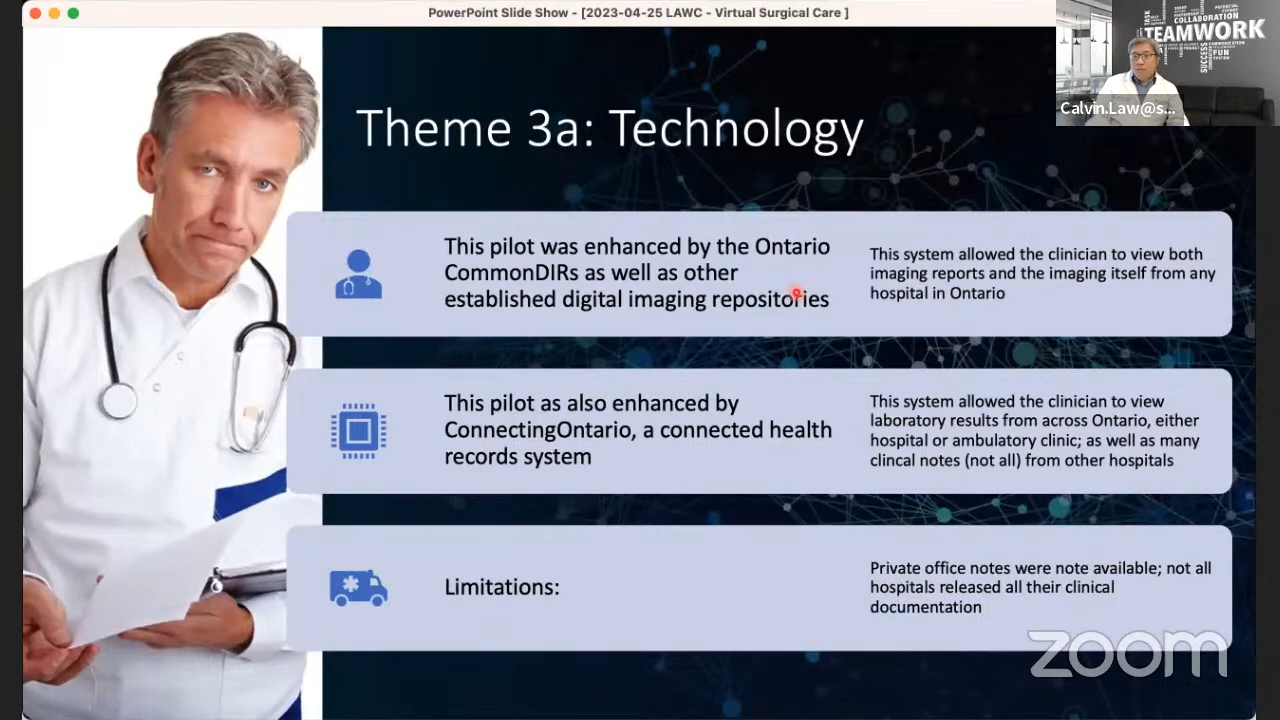 PowerPoint Slide Show - [2023-04-25 LAWC - Virtual Surgical Care ]
TEAMWORK
COLLABORATION
SUCCESS
FUN
Calvin.Law@s...
Theme 3a: Technology
This pilot was enhanced by the Ontario
CommonDIRs as well as other
established digital imaging repositories
This system allowed the clinician to view both
imaging reports and the imaging itself from any
hospital in Ontario
This pilot as also enhanced by
ConnectingOntario, a connected health
records system
This system allowed the clinician to view
laboratory results from across Ontario, either
hospital or ambulatory clinic; as well as many
clincal notes (not all) from other hospitals
Limitations:
Private office notes were note available; not all
hospitals released all their clinical
documentation
zoom